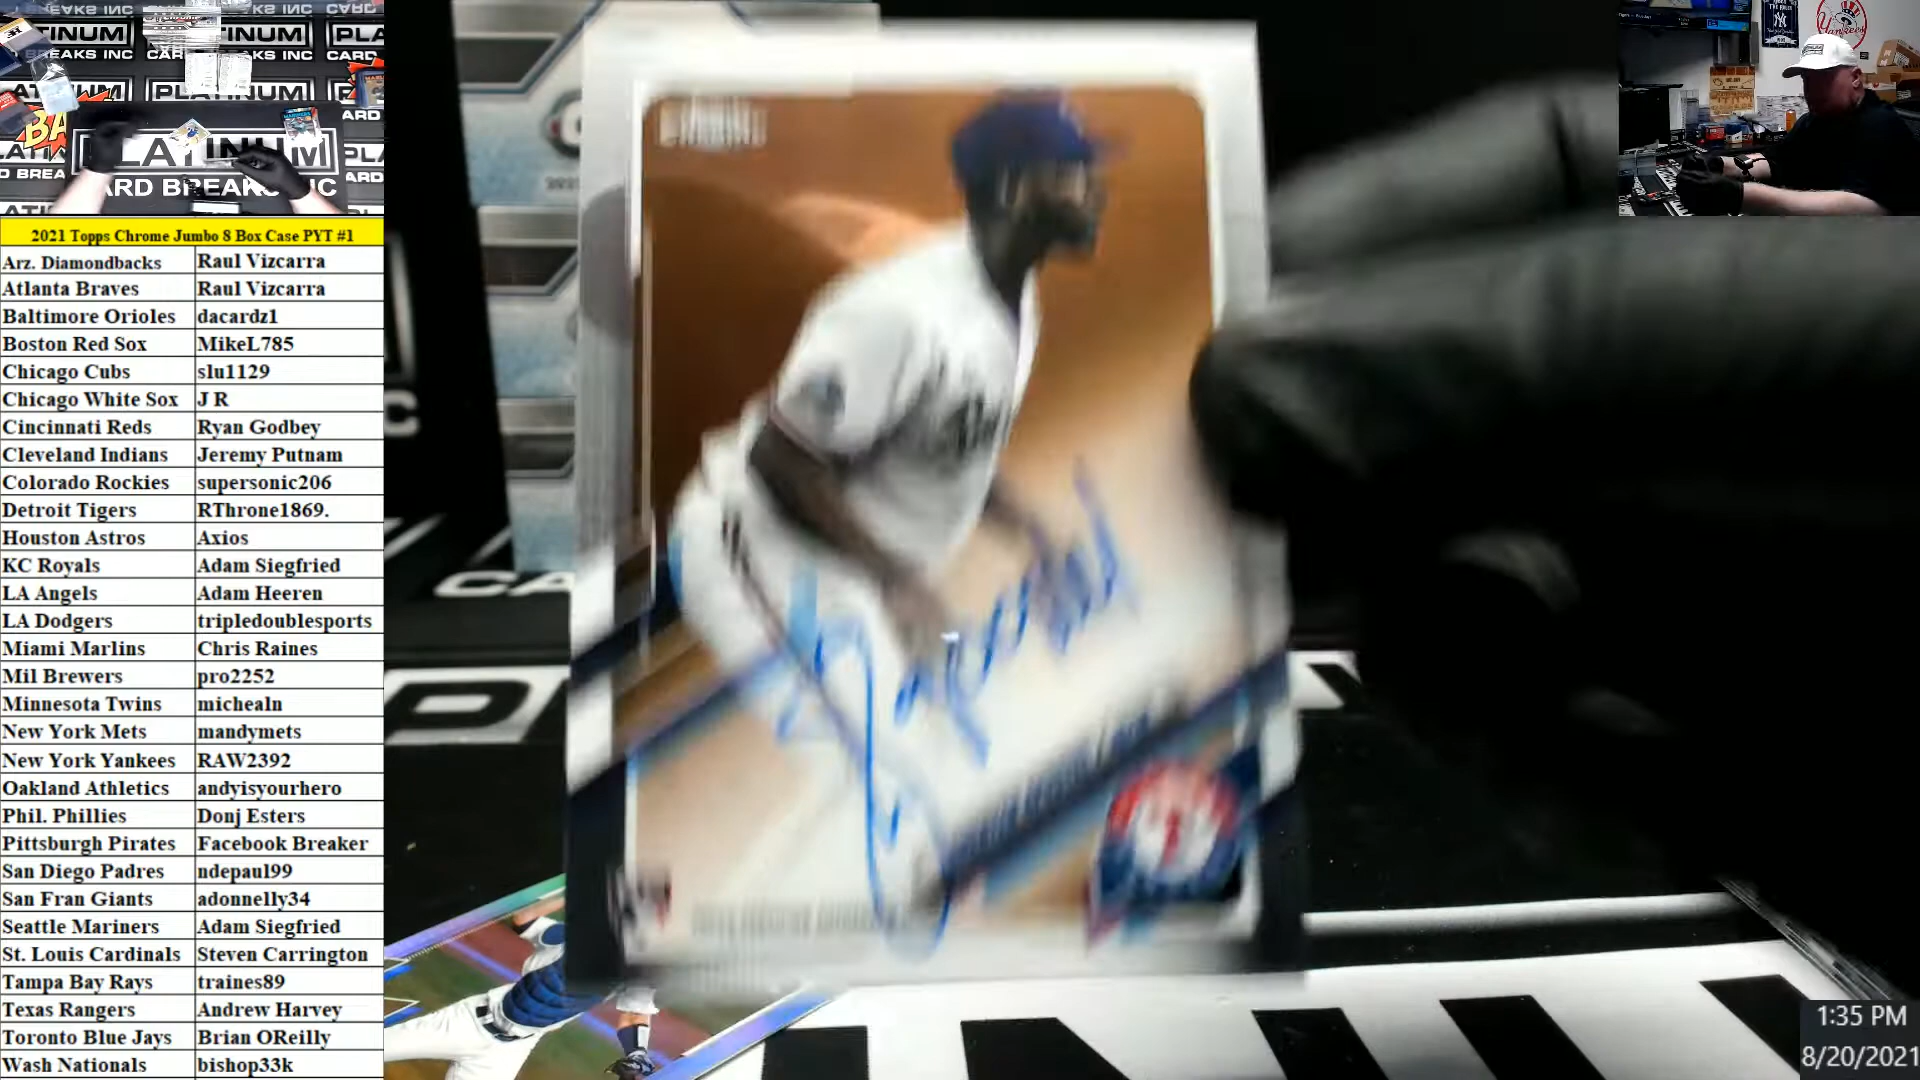 PLATINUM
CARD BREAKS INC
2021 Topps Chrome Jumbo 8 Box Case PYT #1
Arz. Diamondbacks Raul Vizcarra
Atlanta Braves Raul Vizcarra
Baltimore Orioles dacardz1
Boston Red Sox MikeL785
Chicago Cubs slu1129
Chicago White Sox J R
Cincinnati Reds Ryan Godbey
Cleveland Indians Jeremy Putnam
Colorado Rockies supersonic206
Detroit Tigers RThrone1869.
Houston Astros Axios
KC Royals Adam Siegfried
LA Angels Adam Heeren
LA Dodgers tripledoublesports
Miami Marlins Chris Raines
Mil Brewers pro2252
Minnesota Twins michealn
New York Mets mandymets
New York Yankees RAW2392
Oakland Athletics andyisyourhero
Phil. Phillies Donj Esters
Pittsburgh Pirates Facebook Breaker
San Diego Padres ndepaul99
San Fran Giants adonnelly34
Seattle Mariners Adam Siegfried
St. Louis Cardinals Steven Carrington
Tampa Bay Rays traines89
Texas Rangers Andrew Harvey
Toronto Blue Jays Brian OReilly
Wash Nationals bishop33k
CHROME
Yankees
1:35 PM
8/20/2021